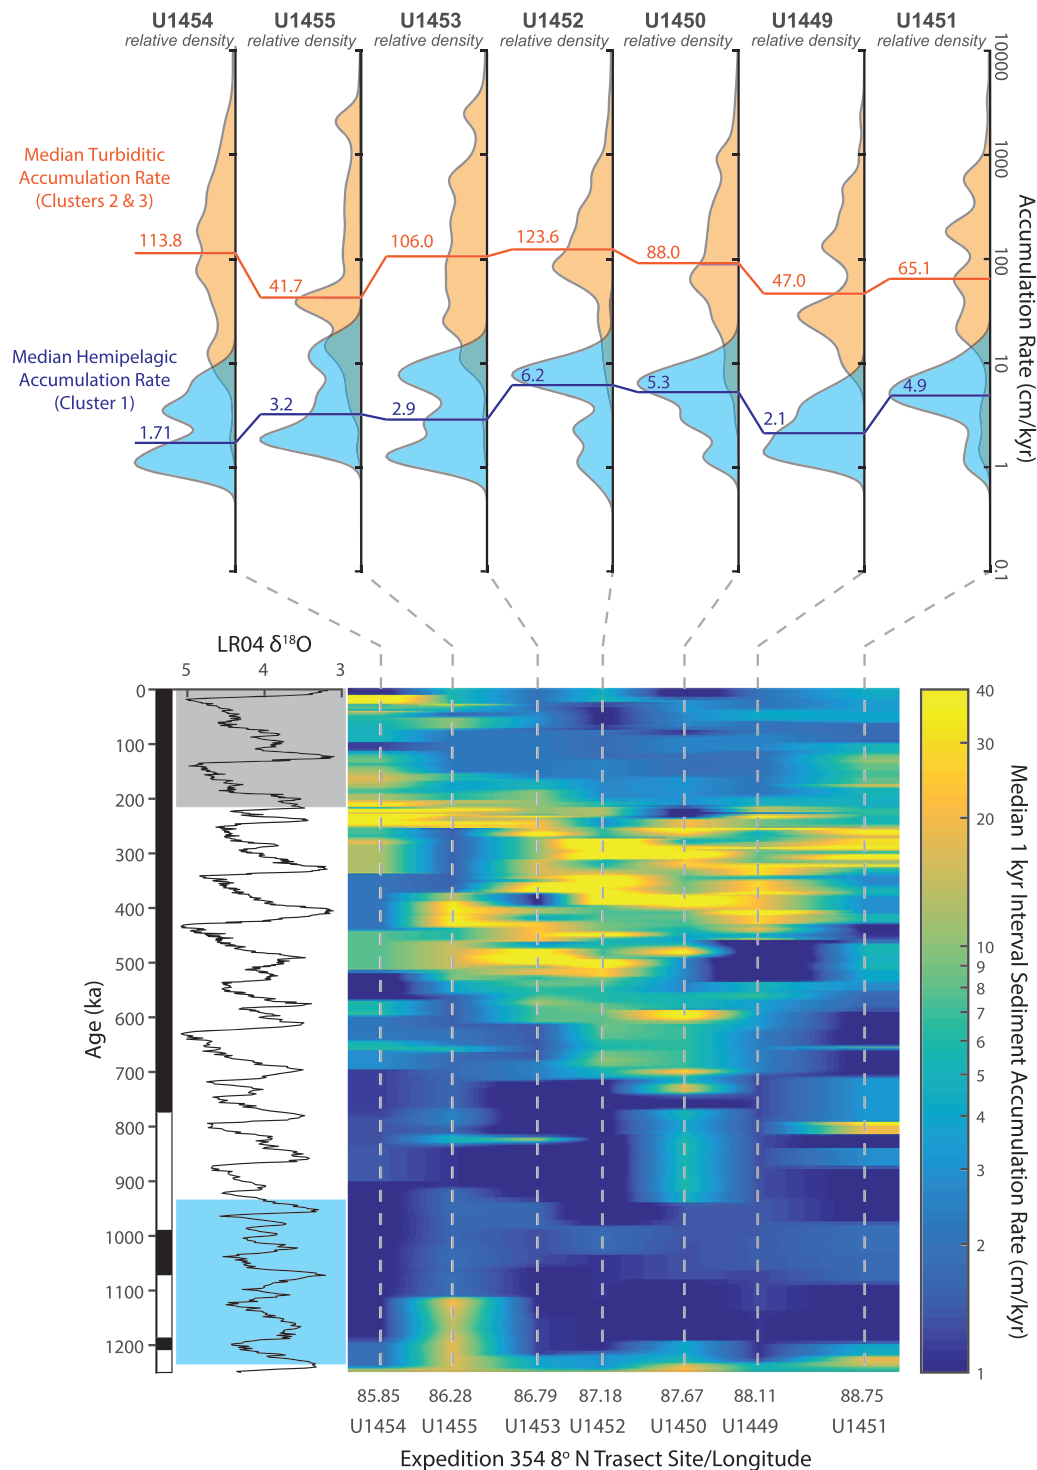 U1454 U1455 U1453 U1452 U1450 U1449 U1451
relative density relative density relative density relative density relative density relative density relative density
10000
1000
100
10
1
0.1
Accumulation Rate (cm/kyr)
Median Turbiditic
Accumulation Rate
(Clusters 2 & 3)
113.8 41.7 106.0 123.6 88.0 47.0 65.1
Median Hemipelagic
Accumulation Rate
(Cluster 1)
1.71 3.2 2.9 6.2 5.3 2.1 4.9
LR04 δ18O
5 4 3
0
100
200
300
400
500
600
700
800
900
1000
1100
1200
Age (ka)
40
30
20
10
9
8
7
6
5
4
3
2
1
Median 1 kyr Interval Sediment Accumulation Rate (cm/kyr)
85.85 86.28 86.79 87.18 87.67 88.11 88.75
U1454 U1455 U1453 U1452 U1450 U1449 U1451
Expedition 354 8o N Trasect Site/Longitude